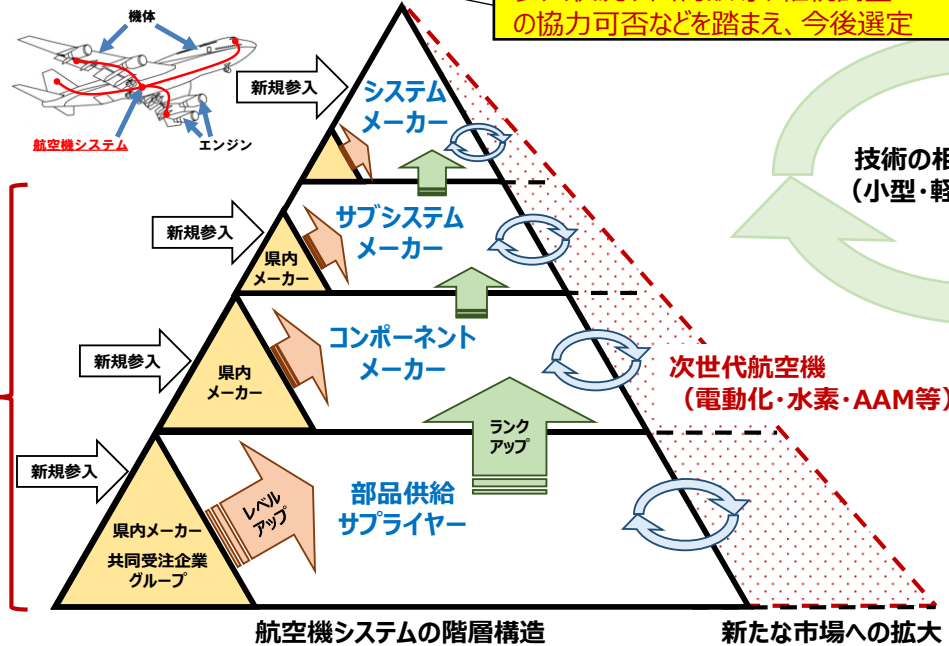 の協力可否などを踏まえ、今後選定
機体
航空機システム
エンジン
新規参入
システム
メーカー
技術の相
（小型・軽
新規参入
サブシステム
メーカー
県内
メーカー
新規参入
コンポーネント
メーカー
県内
メーカー
次世代航空機
（電動化・水素・AAM等）
ランク
アップ
新規参入
レベル
アップ
部品供給
サプライヤー
県内メーカー
共同受注企業
グループ
航空機システムの階層構造
新たな市場への拡大